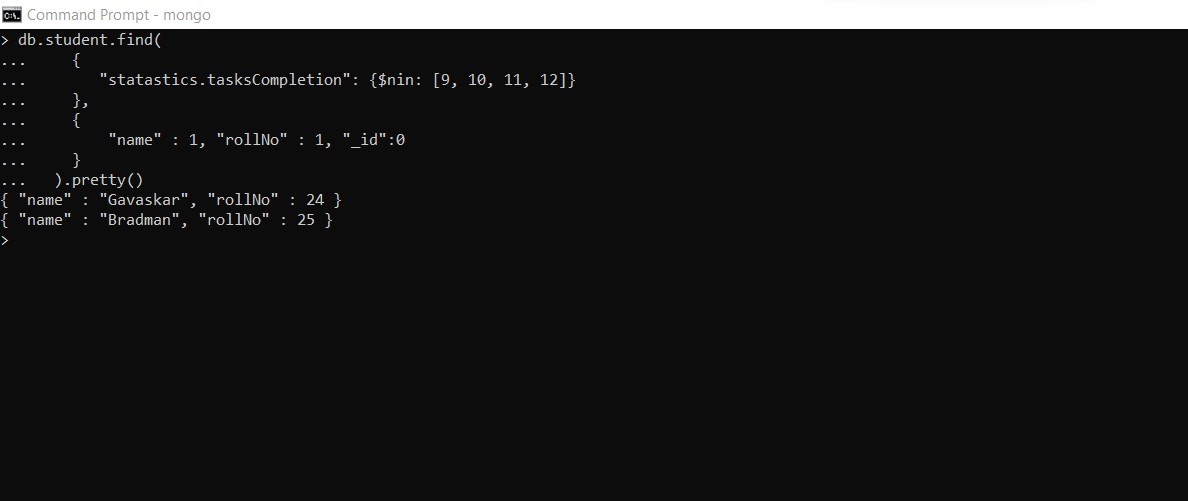 Command Prompt - mongo
> db.student.find(
...     {
...        "statastics.tasksCompletion": {$nin: [9, 10, 11, 12]}
...     },
...     {
...         "name" : 1, "rollNo" : 1, "_id":0
...     }
...   ).pretty()
{ "name" : "Gavaskar", "rollNo" : 24 }
{ "name" : "Bradman", "rollNo" : 25 }
>